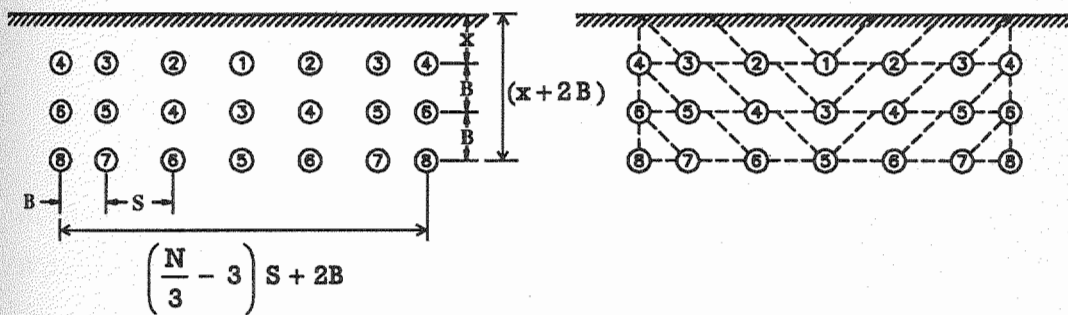 x
④ ③ ② ① ② ③ ④
B
(x + 2B)
⑥ ⑤ ④ ③ ④ ⑤ ⑥
B
⑧ ⑦ ⑥ ⑤ ⑥ ⑦ ⑧
B S
(N/3 - 3) S + 2B
④ ③ ② ① ② ③ ④
⑥ ⑤ ④ ③ ④ ⑤ ⑥
⑧ ⑦ ⑥ ⑤ ⑥ ⑦ ⑧